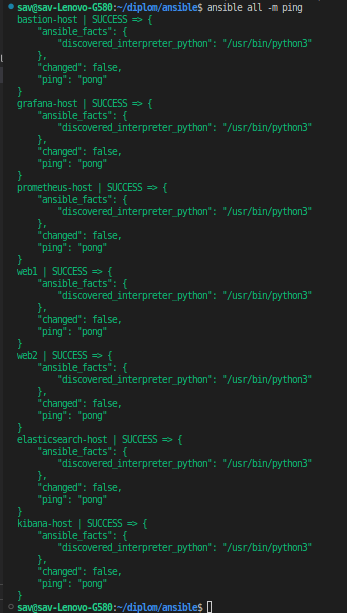 sav@sav-Lenovo-G580:~/diplom/ansible$ ansible all -m ping
bastion-host | SUCCESS => {
    "ansible_facts": {
        "discovered_interpreter_python": "/usr/bin/python3"
    },
    "changed": false,
    "ping": "pong"
}
grafana-host | SUCCESS => {
    "ansible_facts": {
        "discovered_interpreter_python": "/usr/bin/python3"
    },
    "changed": false,
    "ping": "pong"
}
prometheus-host | SUCCESS => {
    "ansible_facts": {
        "discovered_interpreter_python": "/usr/bin/python3"
    },
    "changed": false,
    "ping": "pong"
}
web1 | SUCCESS => {
    "ansible_facts": {
        "discovered_interpreter_python": "/usr/bin/python3"
    },
    "changed": false,
    "ping": "pong"
}
web2 | SUCCESS => {
    "ansible_facts": {
        "discovered_interpreter_python": "/usr/bin/python3"
    },
    "changed": false,
    "ping": "pong"
}
elasticsearch-host | SUCCESS => {
    "ansible_facts": {
        "discovered_interpreter_python": "/usr/bin/python3"
    },
    "changed": false,
    "ping": "pong"
}
kibana-host | SUCCESS => {
    "ansible_facts": {
        "discovered_interpreter_python": "/usr/bin/python3"
    },
    "changed": false,
    "ping": "pong"
}
sav@sav-Lenovo-G580:~/diplom/ansible$